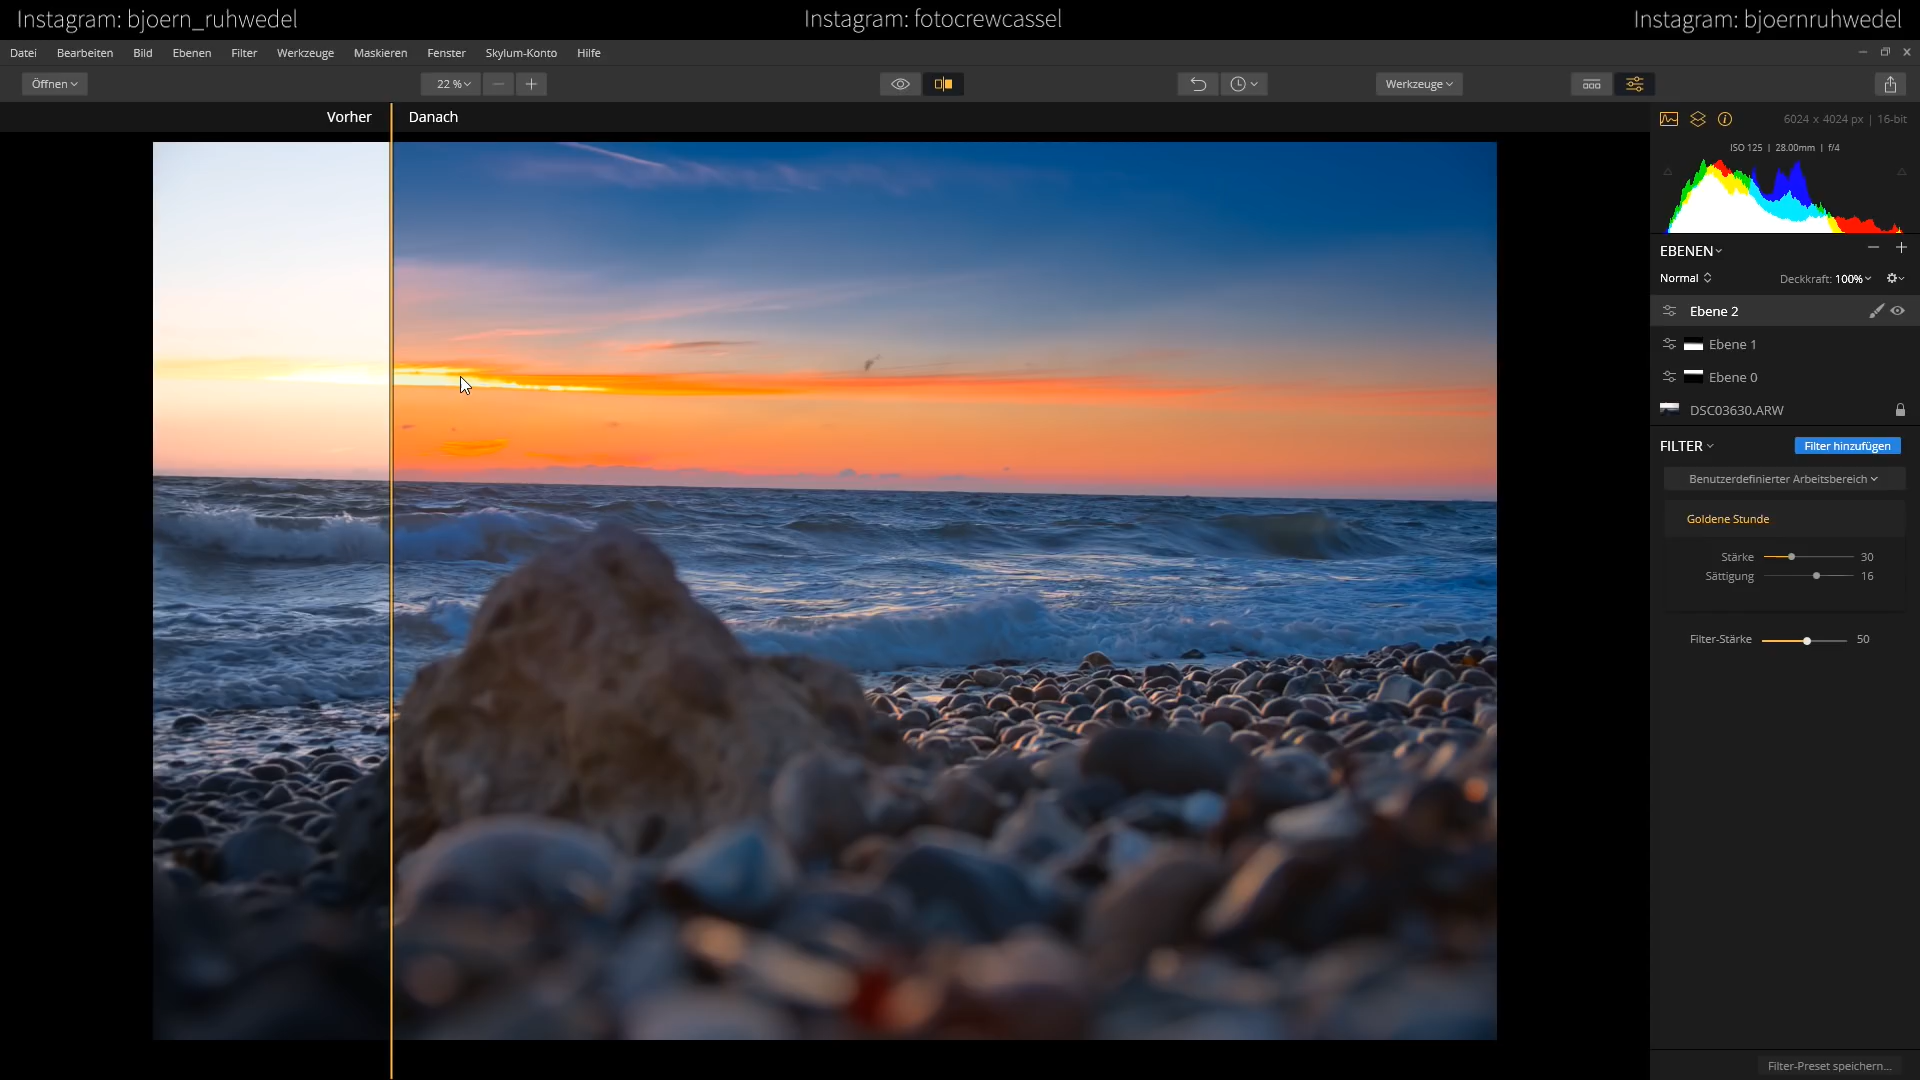 Instagram: bjoern_ruhwedel Instagram: fotocrewcassel Instagram: bjoernruhwedel
Datei Bearbeiten Bild Ebenen Filter Werkzeuge Maskieren Fenster Skylum-Konto Hilfe
Öffnen 22 % Werkzeuge
Vorher Danach
6024 x 4024 px | 16-bit
ISO 125 | 28.00mm | f/4
EBENEN
Normal Deckkraft: 100%
Ebene 2
Ebene 1
Ebene 0
DSC03630.ARW
FILTER Filter hinzufügen
Benutzerdefinierter Arbeitsbereich
Goldene Stunde
Stärke 30
Sättigung 16
Filter-Stärke 50
Filter-Preset speichern...